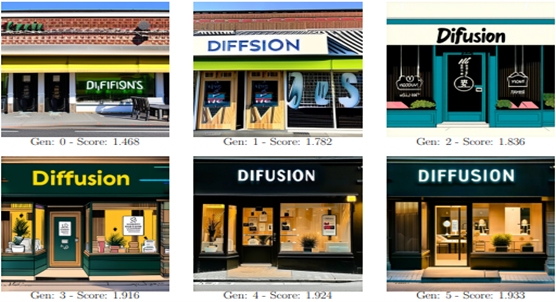 DIFIFION'S
Gen: 0 - Score: 1.468
DIFFSION
Gen: 1 - Score: 1.782
Difusion
Gen: 2 - Score: 1.836
Diffusion
Gen: 3 - Score: 1.916
DIFUSION
Gen: 4 - Score: 1.924
DIFFUSION
Gen: 5 - Score: 1.933